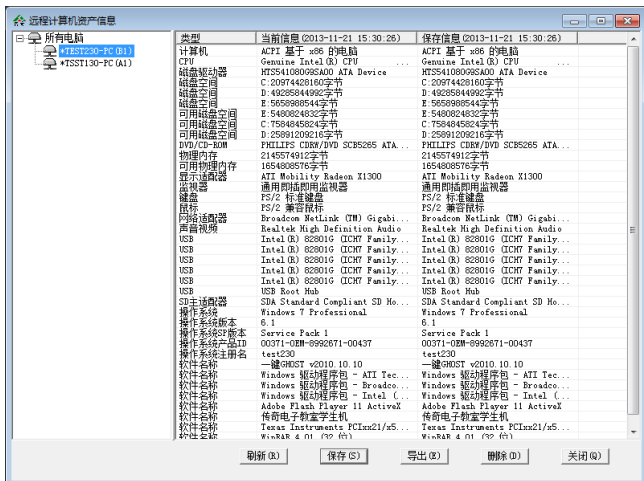 远程计算机资产信息
所有电脑
*TEST230-PC(B1)
*TSST130-PC(A1)
类型 当前信息(2013-11-21 15:30:26) 保存信息(2013-11-21 15:30:26)
计算机 ACPI 基于 x86 的电脑 ACPI 基于 x86 的电脑
CPU Genuine Intel(R) CPU ... Genuine Intel(R) CPU ...
磁盘驱动器 HTS541080G9SA00 ATA Device HTS541080G9SA00 ATA Device
磁盘空间 C:20974428160字节 C:20974428160字节
磁盘空间 D:49285844992字节 D:49285844992字节
磁盘空间 E:5658988544字节 E:5658988544字节
可用磁盘空间 E:5480824832字节 E:5480824832字节
可用磁盘空间 C:7584845824字节 C:7584845824字节
可用磁盘空间 D:25891209216字节 D:25891209216字节
DVD/CD-ROM PHILIPS CDRW/DVD SCB5265 ATA... PHILIPS CDRW/DVD SCB5265 ATA...
物理内存 2145574912字节 2145574912字节
可用物理内存 1654808576字节 1654808576字节
显示适配器 ATI Mobility Radeon X1300 ATI Mobility Radeon X1300
监视器 通用即插即用监视器 通用即插即用监视器
键盘 PS/2 标准键盘 PS/2 标准键盘
鼠标 PS/2 兼容鼠标 PS/2 兼容鼠标
网络适配器 Broadcom NetLink (TM) Gigabi... Broadcom NetLink (TM) Gigabi...
声音视频 Realtek High Definition Audio Realtek High Definition Audio
USB Intel(R) 82801G (ICH7 Family... Intel(R) 82801G (ICH7 Family...
USB Intel(R) 82801G (ICH7 Family... Intel(R) 82801G (ICH7 Family...
USB Intel(R) 82801G (ICH7 Family... Intel(R) 82801G (ICH7 Family...
USB Intel(R) 82801G (ICH7 Family... Intel(R) 82801G (ICH7 Family...
USB Intel(R) 82801G (ICH7 Family... Intel(R) 82801G (ICH7 Family...
USB USB Root Hub USB Root Hub
SD主适配器 SDA Standard Compliant SD Ho... SDA Standard Compliant SD Ho...
操作系统 Windows 7 Professional Windows 7 Professional
操作系统版本 6.1 6.1
操作系统SP版本 Service Pack 1 Service Pack 1
操作系统产品ID 00371-OEM-8992671-00437 00371-OEM-8992671-00437
操作系统注册名 test230 test230
软件名称 一键GHOST v2010.10.10 一键GHOST v2010.10.10
软件名称 Windows 驱动程序包 - ATI Tec... Windows 驱动程序包 - ATI Tec...
软件名称 Windows 驱动程序包 - Broadco... Windows 驱动程序包 - Broadco...
软件名称 Windows 驱动程序包 - Intel (... Windows 驱动程序包 - Intel (...
软件名称 Adobe Flash Player 11 ActiveX Adobe Flash Player 11 ActiveX
软件名称 传奇电子教室学生机 传奇电子教室学生机
软件名称 Texas Instruments PCIxx21/x5... Texas Instruments PCIxx21/x5...
软件名称 WinRAR 4.01 (32 位) WinRAR 4.01 (32 位)
刷新(R) 保存(S) 导出(E) 删除(D) 关闭(Q)